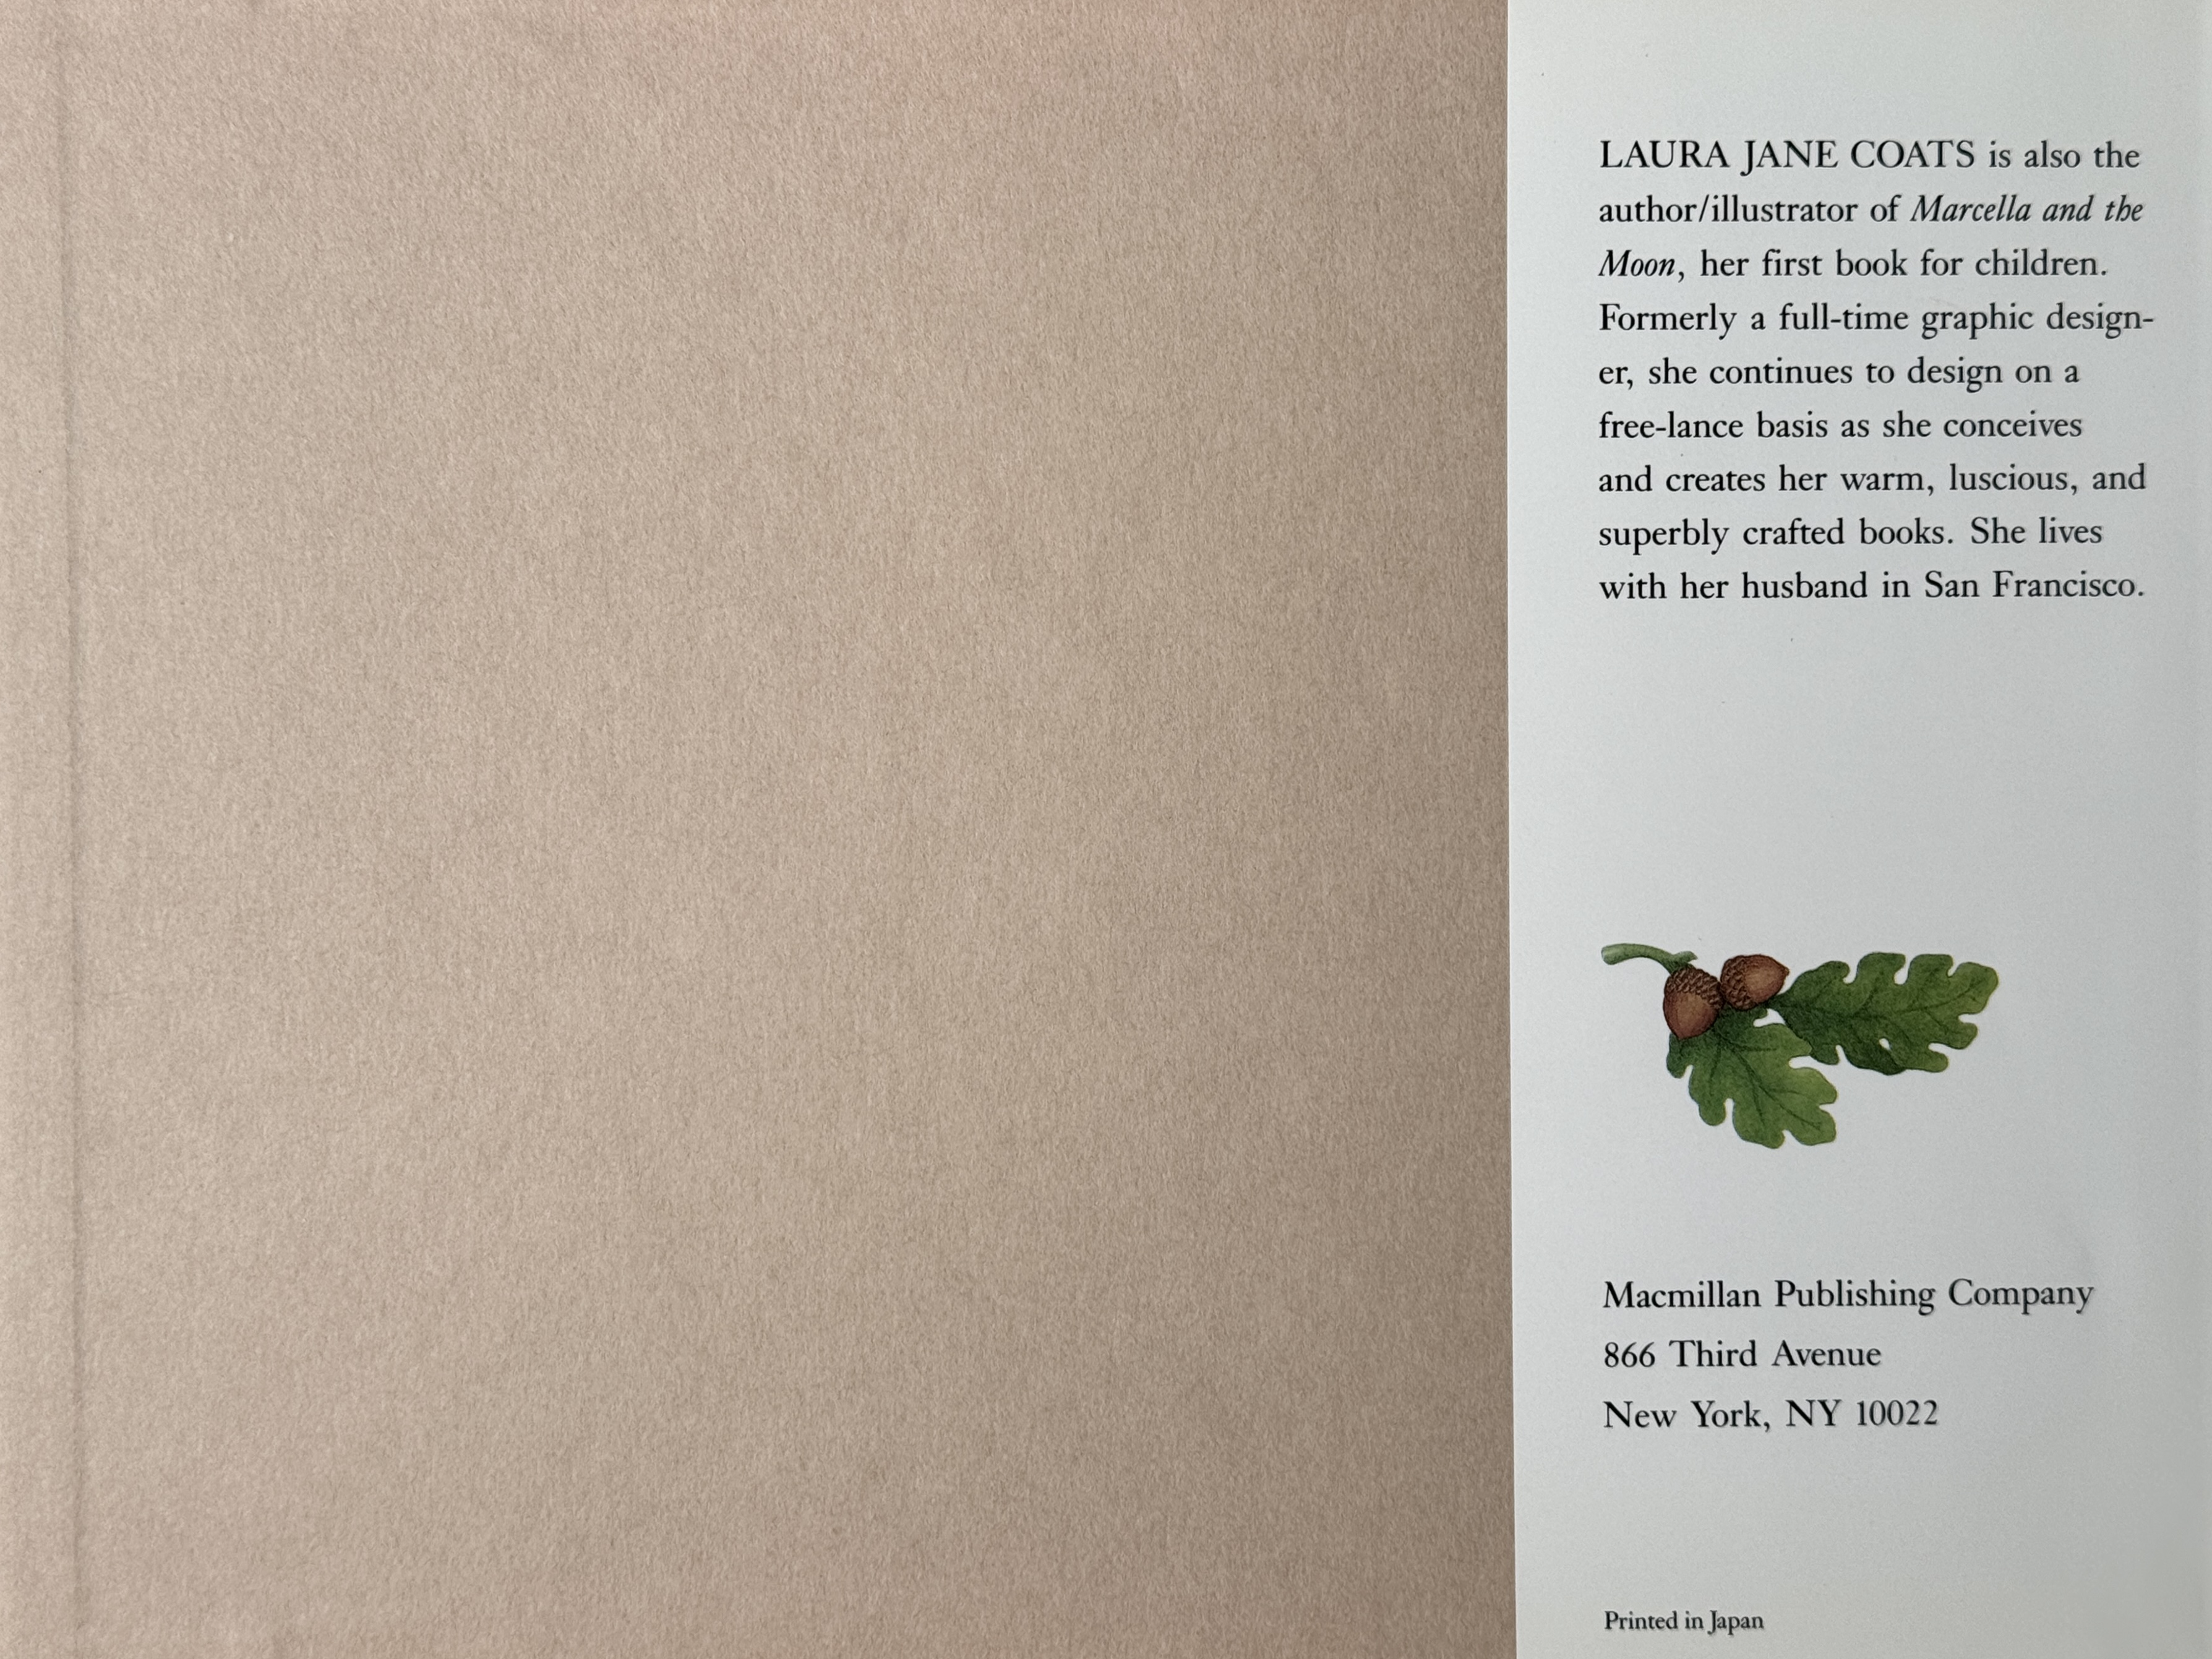 LAURA JANE COATS is also the
author/illustrator of Marcella and the
Moon, her first book for children.
Formerly a full-time graphic design-
er, she continues to design on a
free-lance basis as she conceives
and creates her warm, luscious, and
superbly crafted books. She lives
with her husband in San Francisco.
Macmillan Publishing Company
866 Third Avenue
New York, NY 10022
Printed in Japan